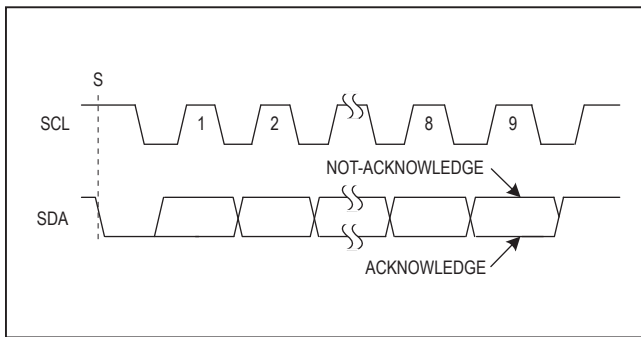 S
SCL 1 2 8 9
NOT-ACKNOWLEDGE
SDA
ACKNOWLEDGE